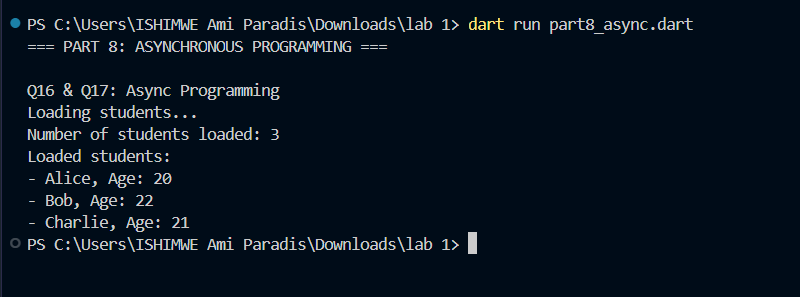 PS C:\Users\ISHIMWE Ami Paradis\Downloads\lab 1> dart run part8_async.dart
=== PART 8: ASYNCHRONOUS PROGRAMMING ===
Q16 & Q17: Async Programming
Loading students...
Number of students loaded: 3
Loaded students:
- Alice, Age: 20
- Bob, Age: 22
- Charlie, Age: 21
PS C:\Users\ISHIMWE Ami Paradis\Downloads\lab 1>